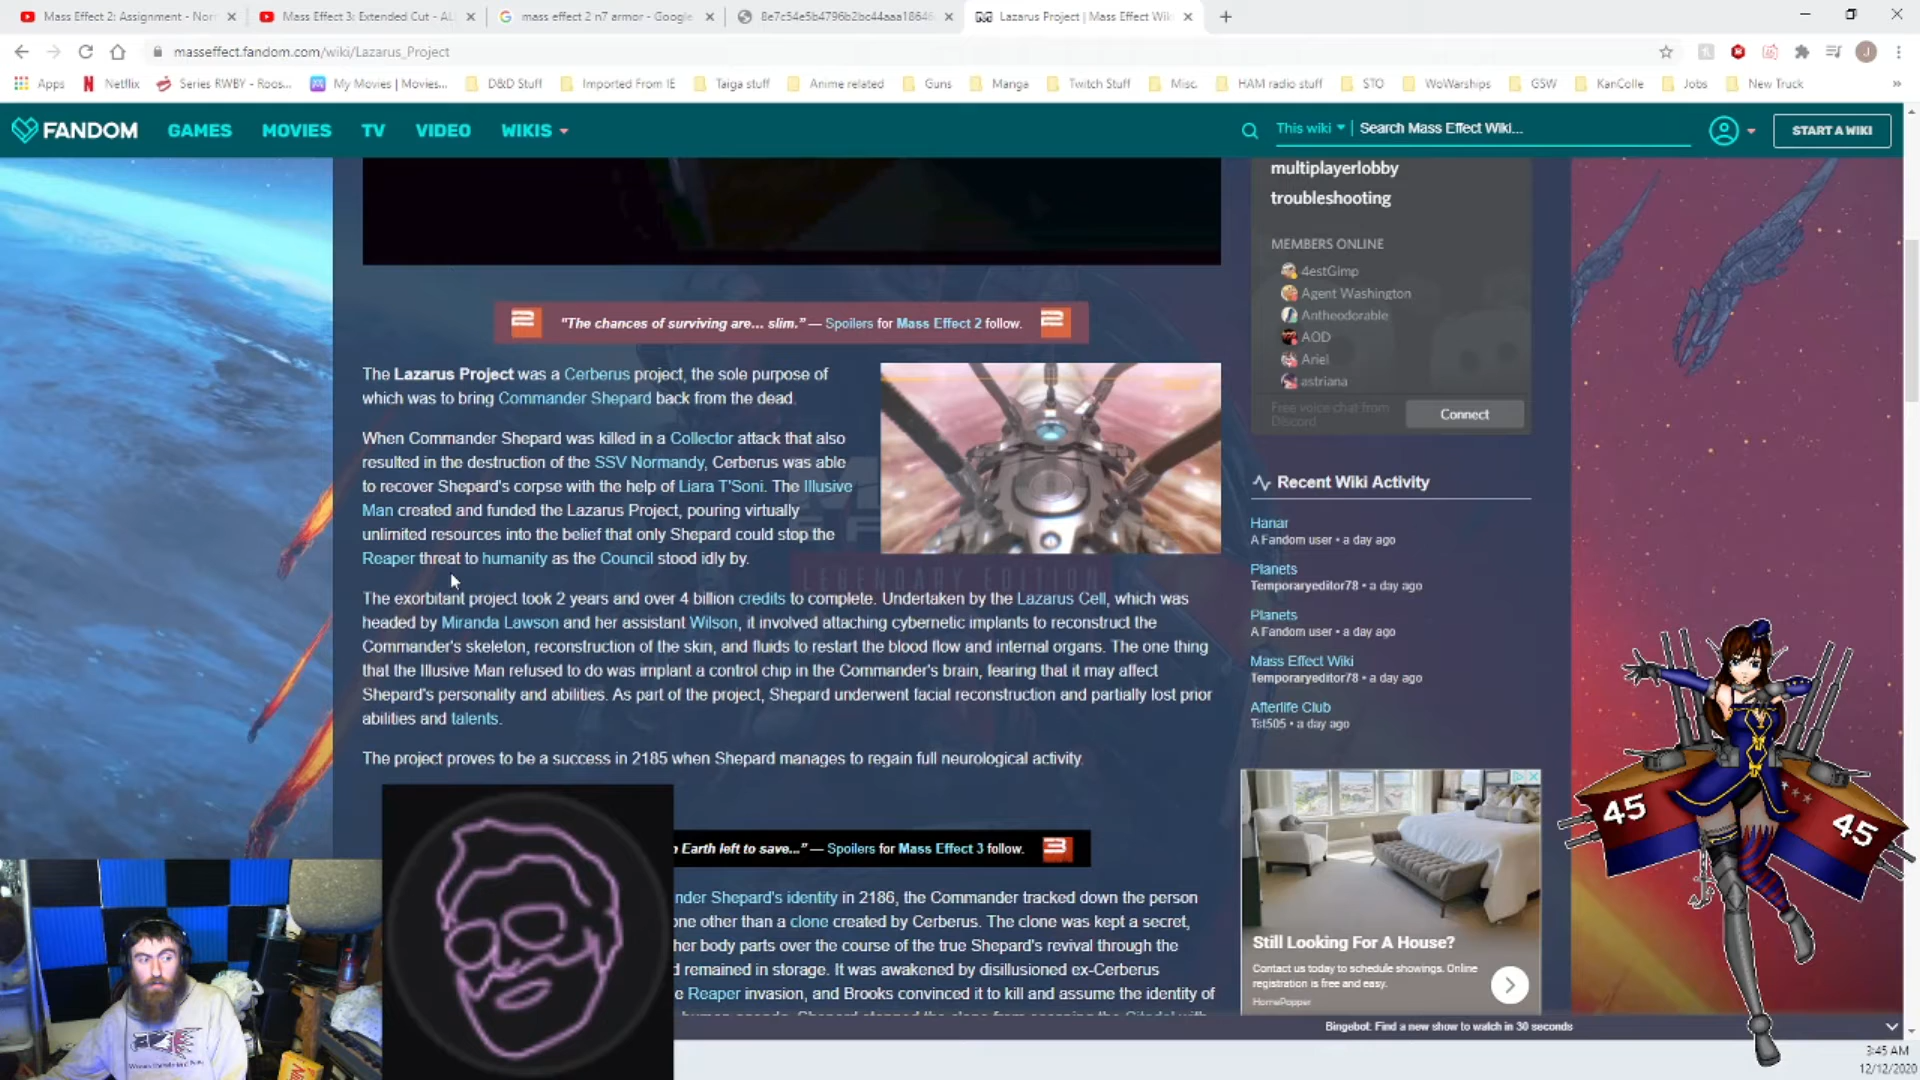 Mass Effect 2: Assignment - Nor
Mass Effect 3: Extended Cut - AL
mass effect 2 n7 armor - Google
8e7c54e5b4796b2bc44aaa18646
Lazarus Project | Mass Effect Wik
masseffect.fandom.com/wiki/Lazarus_Project
Apps
Netflix
Series RWBY - Roos...
My Movies | Movies...
D&D Stuff
Imported From IE
Taiga stuff
Anime related
Guns
Manga
Twitch Stuff
Misc.
HAM radio stuff
STO
WoWarships
GSW
KanColle
Jobs
New Truck
FANDOM
GAMES
MOVIES
TV
VIDEO
WIKIS
This wiki
Search Mass Effect Wiki...
START A WIKI
multiplayerlobby
troubleshooting
MEMBERS ONLINE
4estGimp
Agent Washington
Antheodorable
AOD
Ariel
astriana
Free voice chat from
Discord
Connect
"The chances of surviving are... slim." — Spoilers for Mass Effect 2 follow.
The Lazarus Project was a Cerberus project, the sole purpose of
which was to bring Commander Shepard back from the dead.
When Commander Shepard was killed in a Collector attack that also
resulted in the destruction of the SSV Normandy, Cerberus was able
to recover Shepard's corpse with the help of Liara T'Soni. The Illusive
Man created and funded the Lazarus Project, pouring virtually
unlimited resources into the belief that only Shepard could stop the
Reaper threat to humanity as the Council stood idly by.
LEGENDARY EDITION
The exorbitant project took 2 years and over 4 billion credits to complete. Undertaken by the Lazarus Cell, which was
headed by Miranda Lawson and her assistant Wilson, it involved attaching cybernetic implants to reconstruct the
Commander's skeleton, reconstruction of the skin, and fluids to restart the blood flow and internal organs. The one thing
that the Illusive Man refused to do was implant a control chip in the Commander's brain, fearing that it may affect
Shepard's personality and abilities. As part of the project, Shepard underwent facial reconstruction and partially lost prior
abilities and talents.
The project proves to be a success in 2185 when Shepard manages to regain full neurological activity.
Earth left to save..." — Spoilers for Mass Effect 3 follow.
nder Shepard's identity in 2186, the Commander tracked down the person
one other than a clone created by Cerberus. The clone was kept a secret,
her body parts over the course of the true Shepard's revival through the
d remained in storage. It was awakened by disillusioned ex-Cerberus
e Reaper invasion, and Brooks convinced it to kill and assume the identity of
Recent Wiki Activity
Hanar
A Fandom user • a day ago
Planets
Temporaryeditor78 • a day ago
Planets
A Fandom user • a day ago
Mass Effect Wiki
Temporaryeditor78 • a day ago
Afterlife Club
Tst505 • a day ago
Still Looking For A House?
Contact us today to schedule showings. Online
registration is free and easy.
HomePopper
Bingebot: Find a new show to watch in 30 seconds
45
45
3:45 AM
12/12/2020